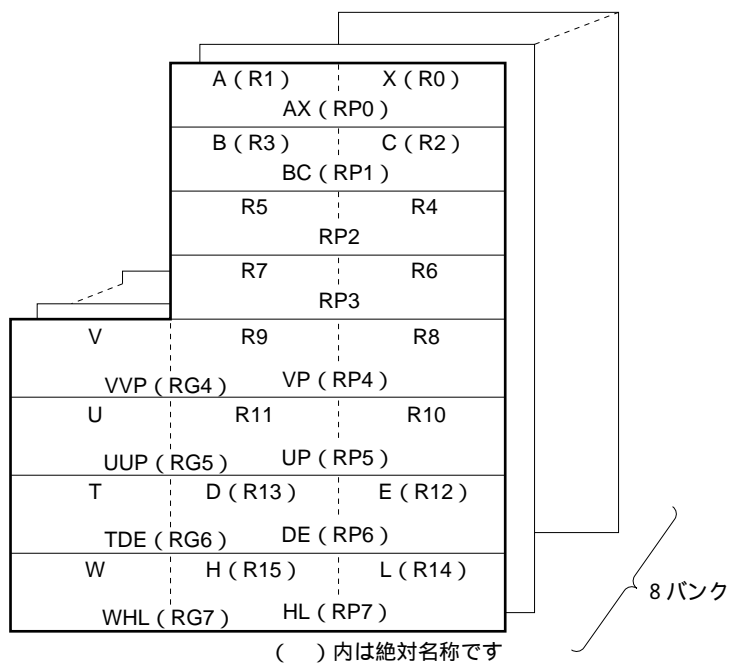 A（R1） X（R0）
AX（RP0）
B（R3） C（R2）
BC（RP1）
R5 R4
RP2
R7 R6
RP3
V R9 R8
VVP（RG4） VP（RP4）
U R11 R10
UUP（RG5） UP（RP5）
T D（R13） E（R12）
TDE（RG6） DE（RP6）
W H（R15） L（R14）
WHL（RG7） HL（RP7）
8バンク
（　）内は絶対名称です